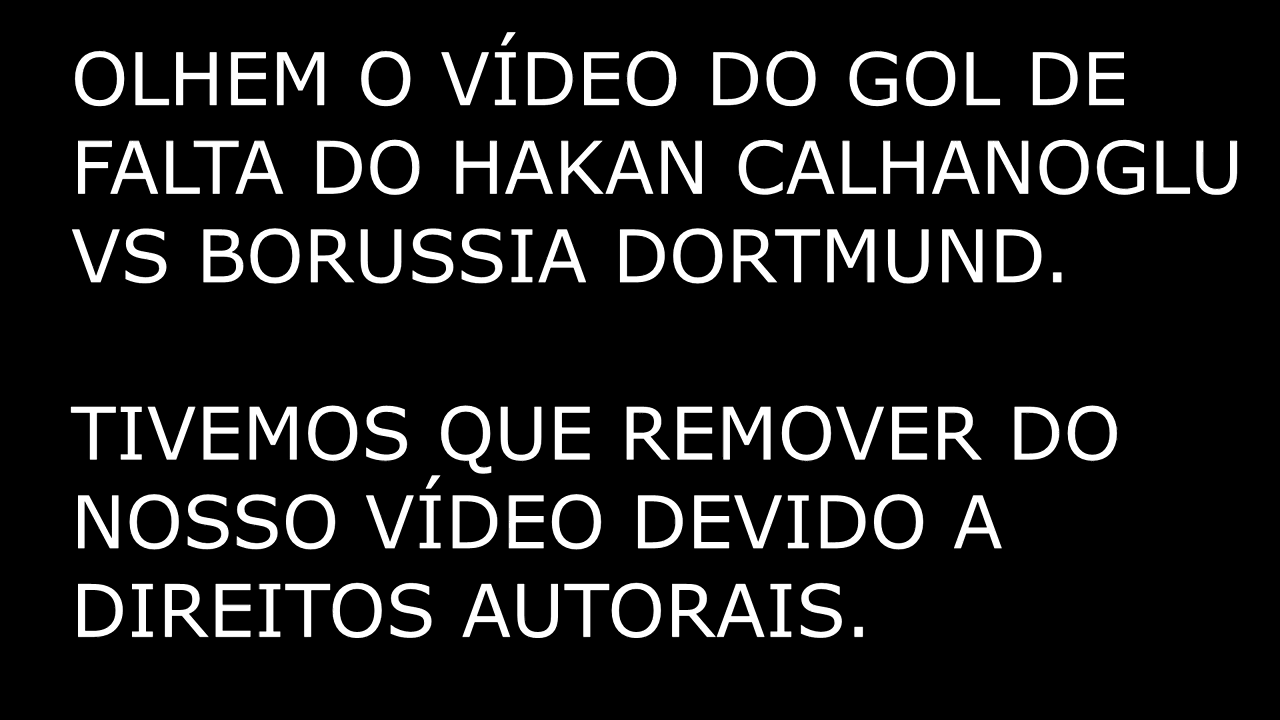 OLHEM O VÍDEO DO GOL DE
FALTA DO HAKAN CALHANOGLU
VS BORUSSIA DORTMUND.
TIVEMOS QUE REMOVER DO
NOSSO VÍDEO DEVIDO A
DIREITOS AUTORAIS.